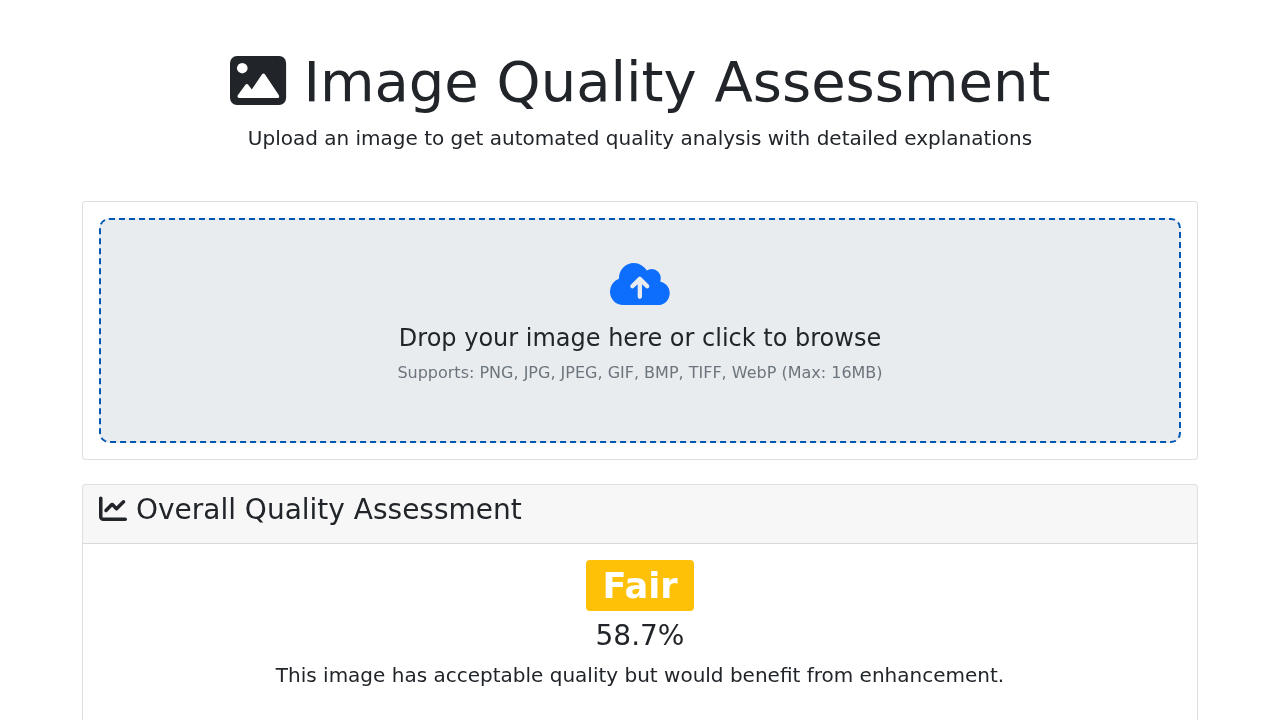 Image Quality Assessment
Upload an image to get automated quality analysis with detailed explanations
Drop your image here or click to browse
Supports: PNG, JPG, JPEG, GIF, BMP, TIFF, WebP (Max: 16MB)
Overall Quality Assessment
Fair
58.7%
This image has acceptable quality but would benefit from enhancement.